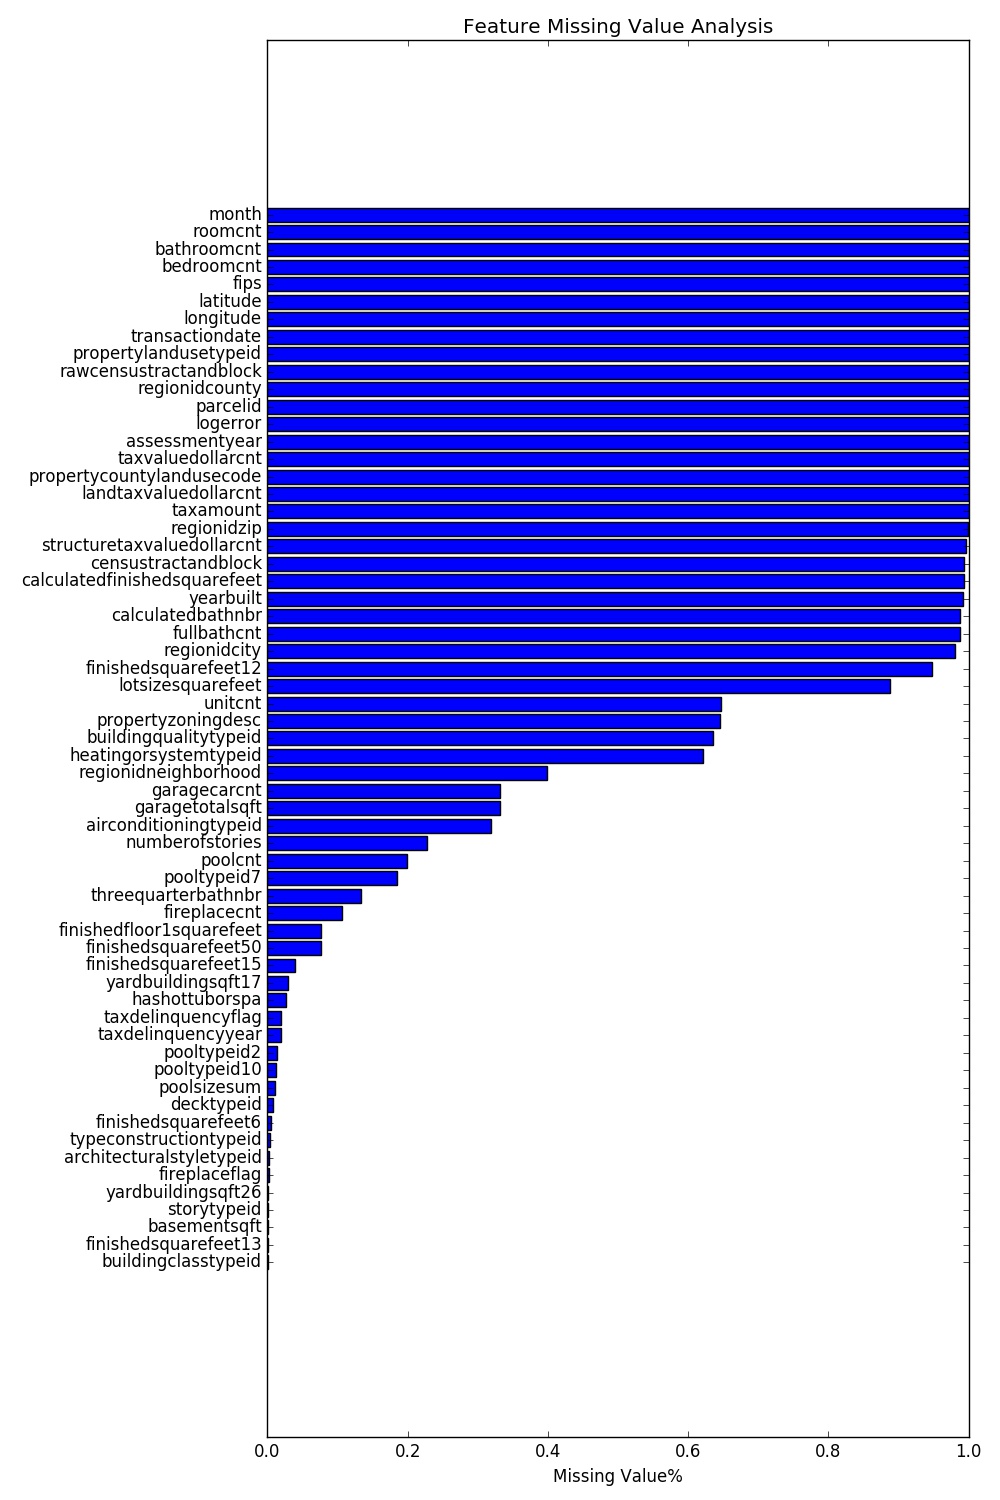 Feature Missing Value Analysis
month
roomcnt
bathroomcnt
bedroomcnt
fips
latitude
longitude
transactiondate
propertylandusetypeid
rawcensustractandblock
regionidcounty
parcelid
logerror
assessmentyear
taxvaluedollarcnt
propertycountylandusecode
landtaxvaluedollarcnt
taxamount
regionidzip
structuretaxvaluedollarcnt
censustractandblock
calculatedfinishedsquarefeet
yearbuilt
calculatedbathnbr
fullbathcnt
regionidcity
finishedsquarefeet12
lotsizesquarefeet
unitcnt
propertyzoningdesc
buildingqualitytypeid
heatingorsystemtypeid
regionidneighborhood
garagecarcnt
garagetotalsqft
airconditioningtypeid
numberofstories
poolcnt
pooltypeid7
threequarterbathnbr
fireplacecnt
finishedfloor1squarefeet
finishedsquarefeet50
finishedsquarefeet15
yardbuildingsqft17
hashottuborspa
taxdelinquencyflag
taxdelinquencyyear
pooltypeid2
pooltypeid10
poolsizesum
decktypeid
finishedsquarefeet6
typeconstructiontypeid
architecturalstyletypeid
fireplaceflag
yardbuildingsqft26
storytypeid
basementsqft
finishedsquarefeet13
buildingclasstypeid
0.0 0.2 0.4 0.6 0.8 1.0
Missing Value%